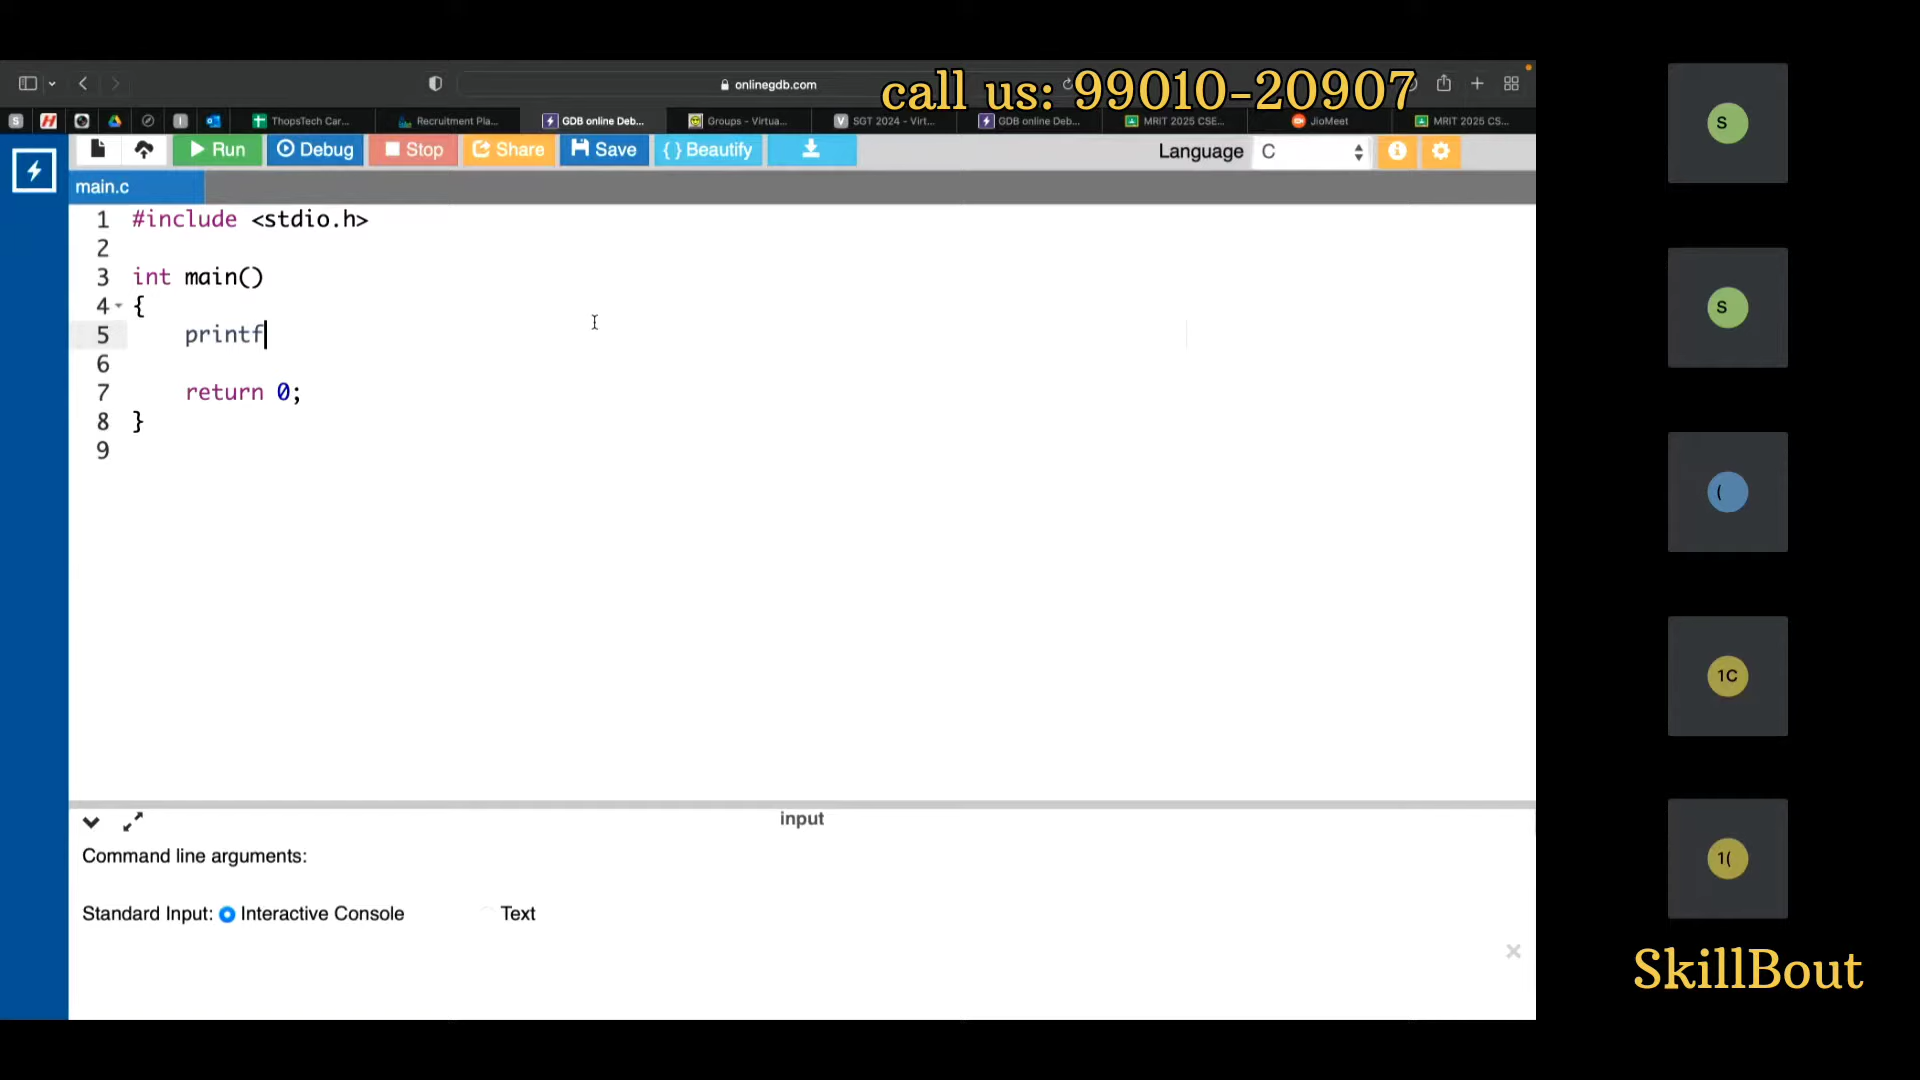 onlinegdb.com
call us: 99010-20907
S
ThopsTech Car...
Recruitment Pla...
GDB online Deb...
Groups - Virtua...
SGT 2024 - Virt...
GDB online Deb...
MRIT 2025 CSE...
JioMeet
MRIT 2025 CS...
Run
Debug
Stop
Share
Save
{ } Beautify
Language
C
main.c
1 #include <stdio.h>
2
3 int main()
4 {
5 printf
6
7 return 0;
8 }
9
input
Command line arguments:
Standard Input: Interactive Console Text
S
S
(
1C
1(
SkillBout